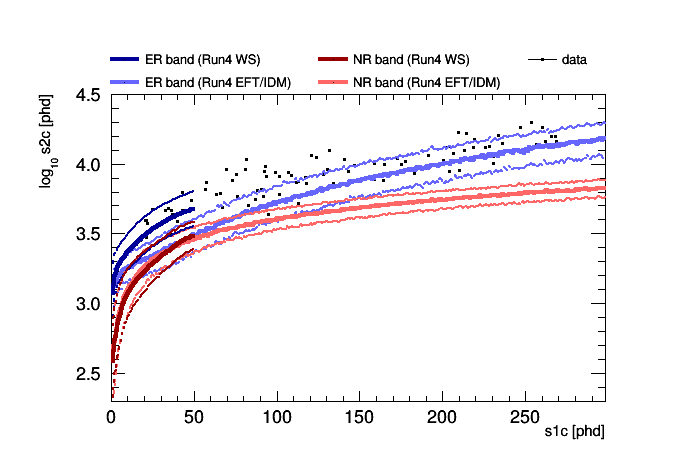 ER band (Run4 WS) NR band (Run4 WS) data
ER band (Run4 EFT/IDM) NR band (Run4 EFT/IDM)
log10 s2c [phd]
4.5
4.0
3.5
3.0
2.5
0 50 100 150 200 250
s1c [phd]